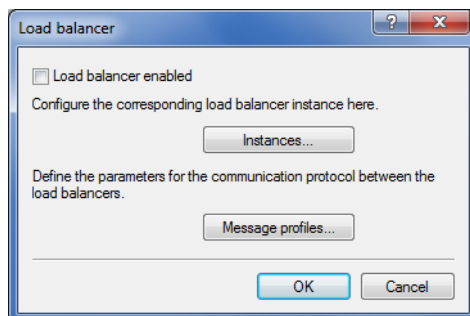 Load balancer
?
X
Load balancer enabled
Configure the corresponding load balancer instance here.
Instances...
Define the parameters for the communication protocol between the
load balancers.
Message profiles...
OK
Cancel